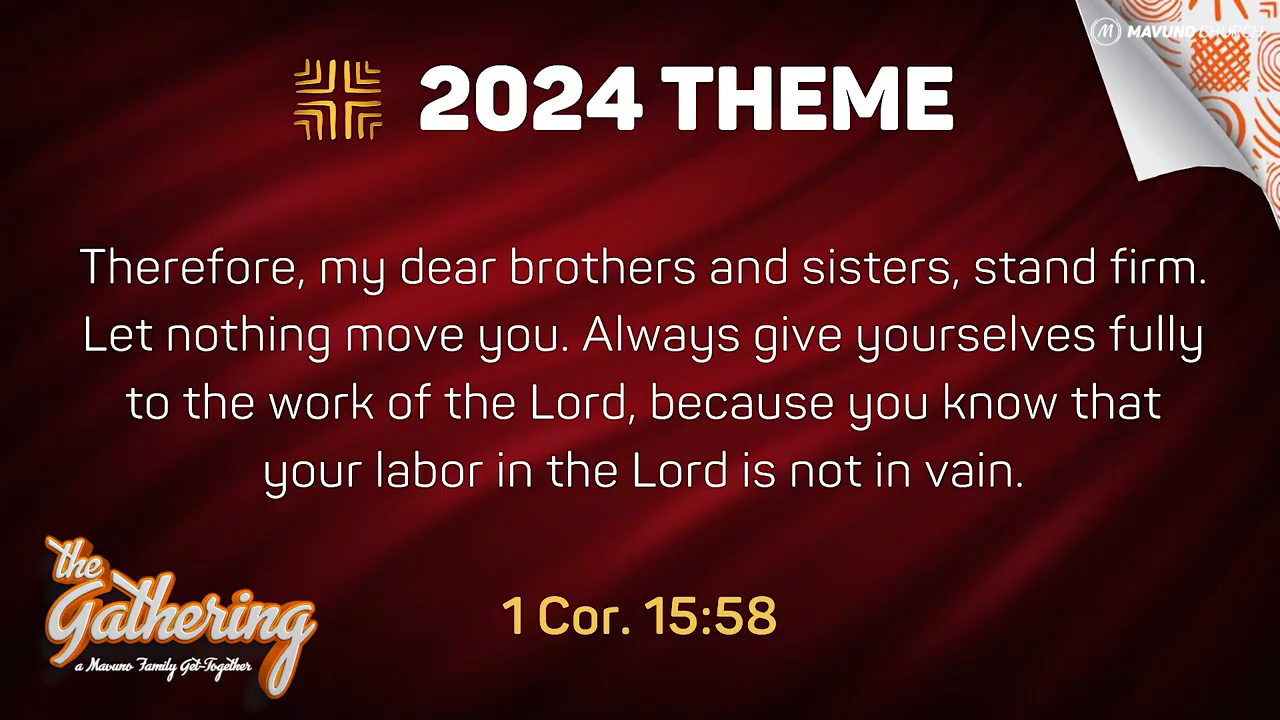 MAVUNO CHURCH
2024 THEME
Therefore, my dear brothers and sisters, stand firm.
Let nothing move you. Always give yourselves fully
to the work of the Lord, because you know that
your labor in the Lord is not in vain.
1 Cor. 15:58
the
Gathering
a Mavuno Family Get-Together